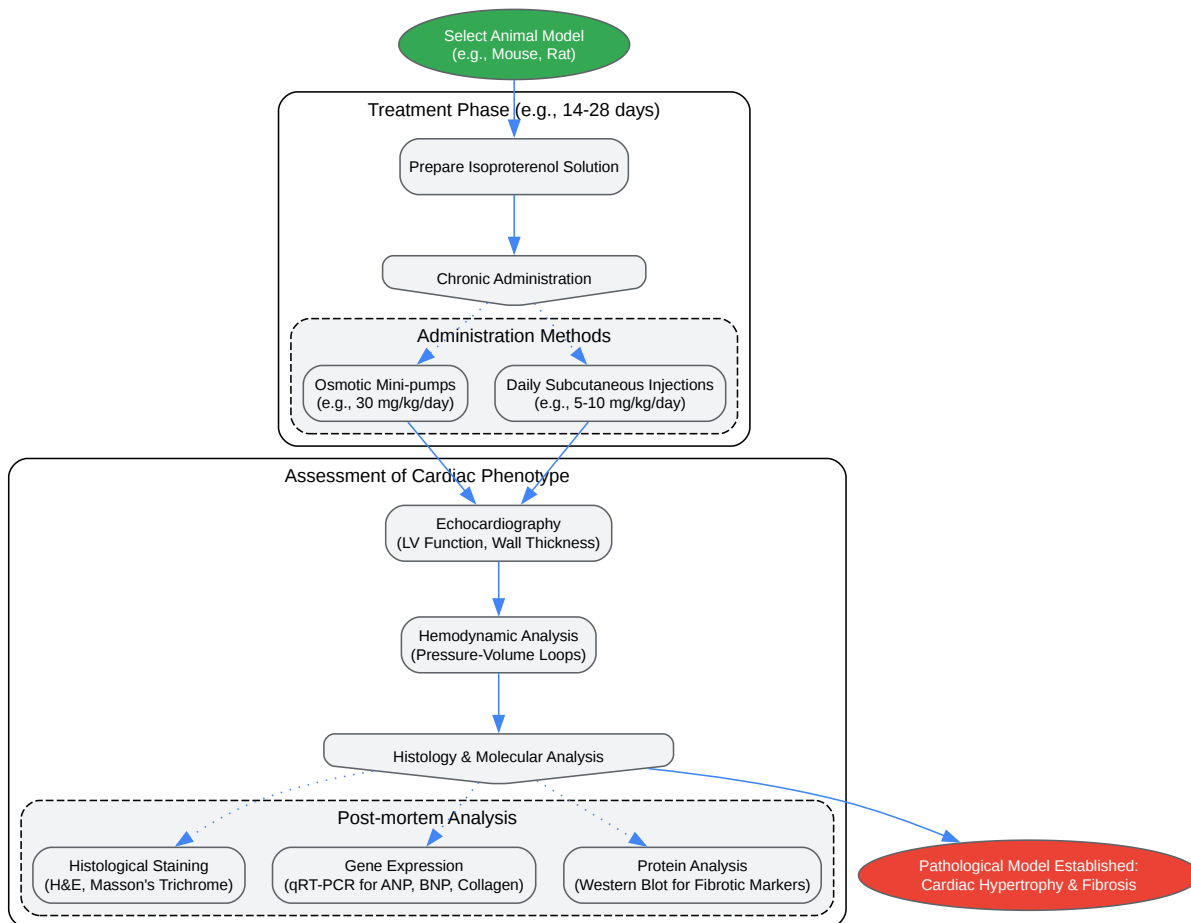 Select Animal Model
(e.g., Mouse, Rat)
Treatment Phase (e.g., 14-28 days)
Prepare Isoproterenol Solution
Chronic Administration
Administration Methods
Osmotic Mini-pumps
(e.g., 30 mg/kg/day)
Daily Subcutaneous Injections
(e.g., 5-10 mg/kg/day)
Assessment of Cardiac Phenotype
Echocardiography
(LV Function, Wall Thickness)
Hemodynamic Analysis
(Pressure-Volume Loops)
Histology & Molecular Analysis
Post-mortem Analysis
Histological Staining
(H&E, Masson's Trichrome)
Gene Expression
(qRT-PCR for ANP, BNP, Collagen)
Protein Analysis
(Western Blot for Fibrotic Markers)
Pathological Model Established:
Cardiac Hypertrophy & Fibrosis